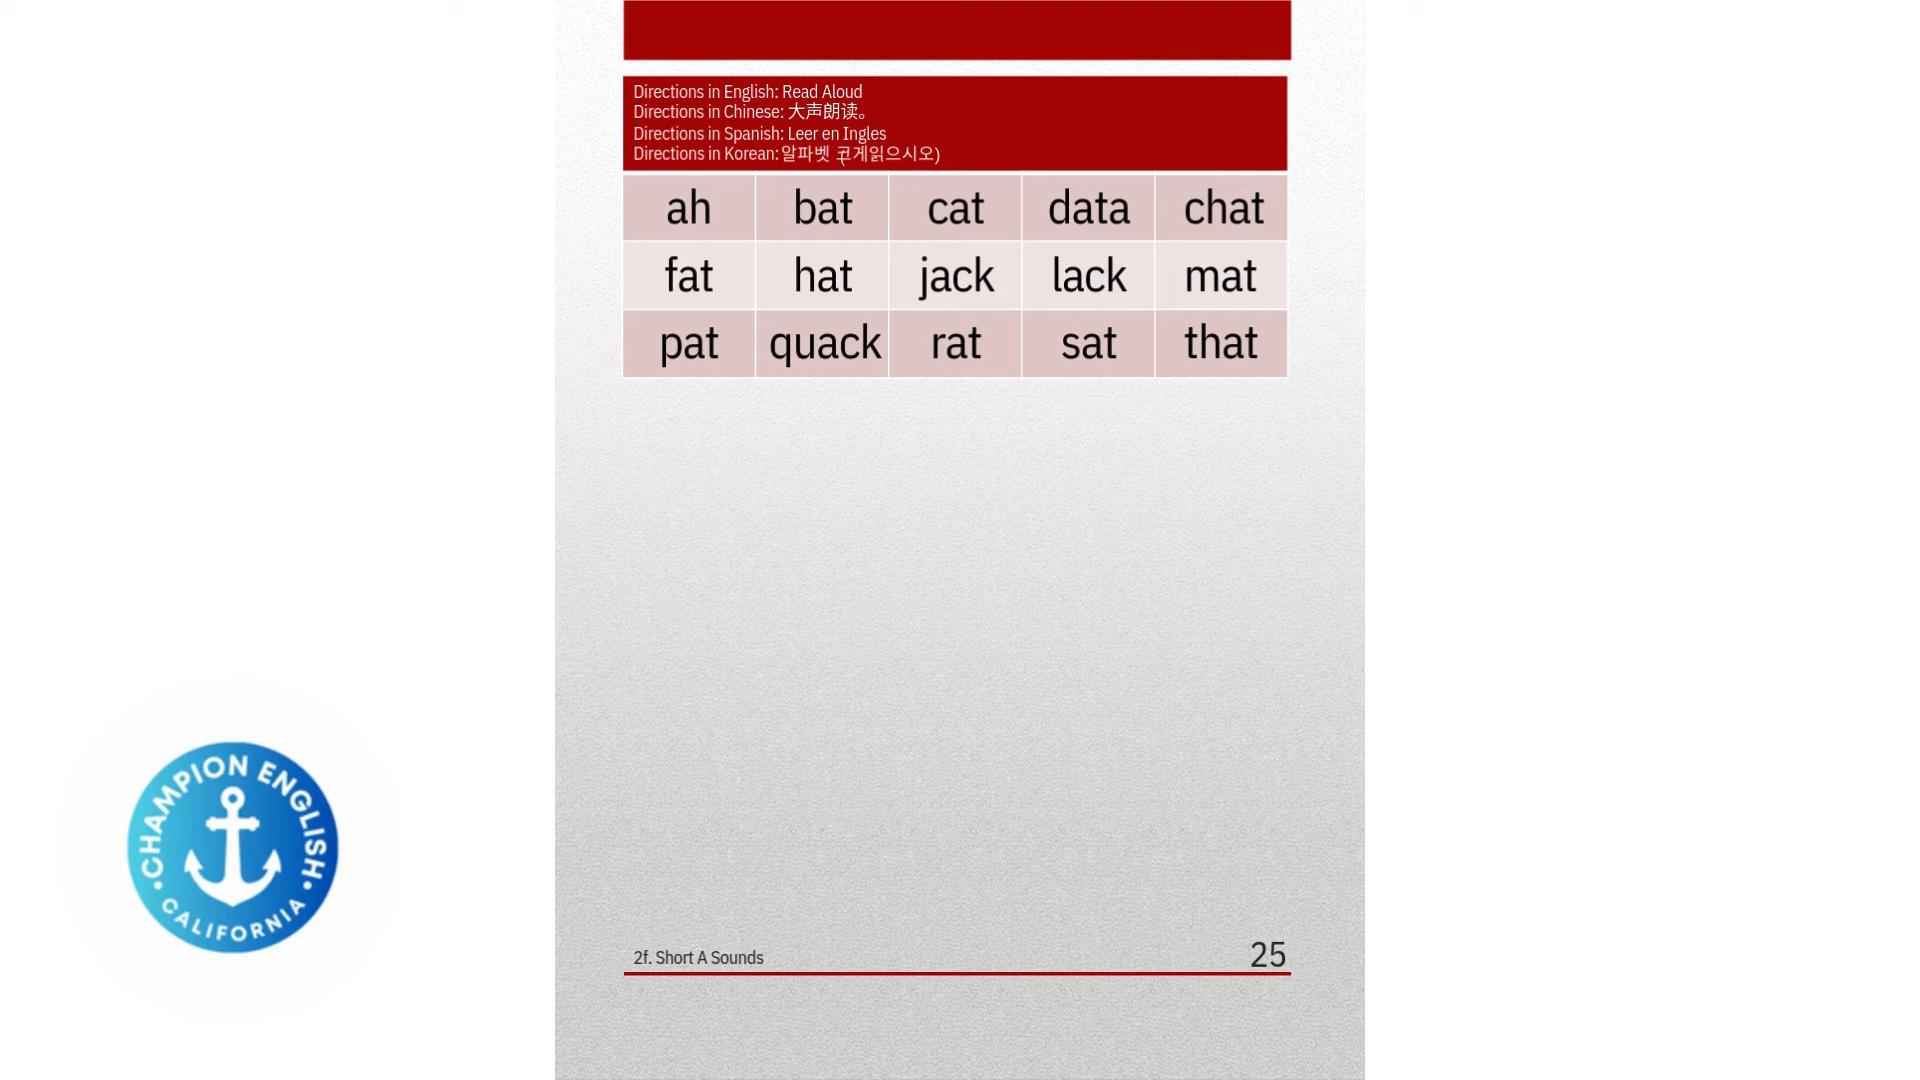 Directions in English: Read Aloud
Directions in Chinese: 大声朗读。
Directions in Spanish: Leer en Ingles
Directions in Korean: 알파벳 게읽으시오)
ah bat cat data chat
fat hat jack lack mat
pat quack rat sat that
CHAMPION ENGLISH
CALIFORNIA
2f. Short A Sounds
25